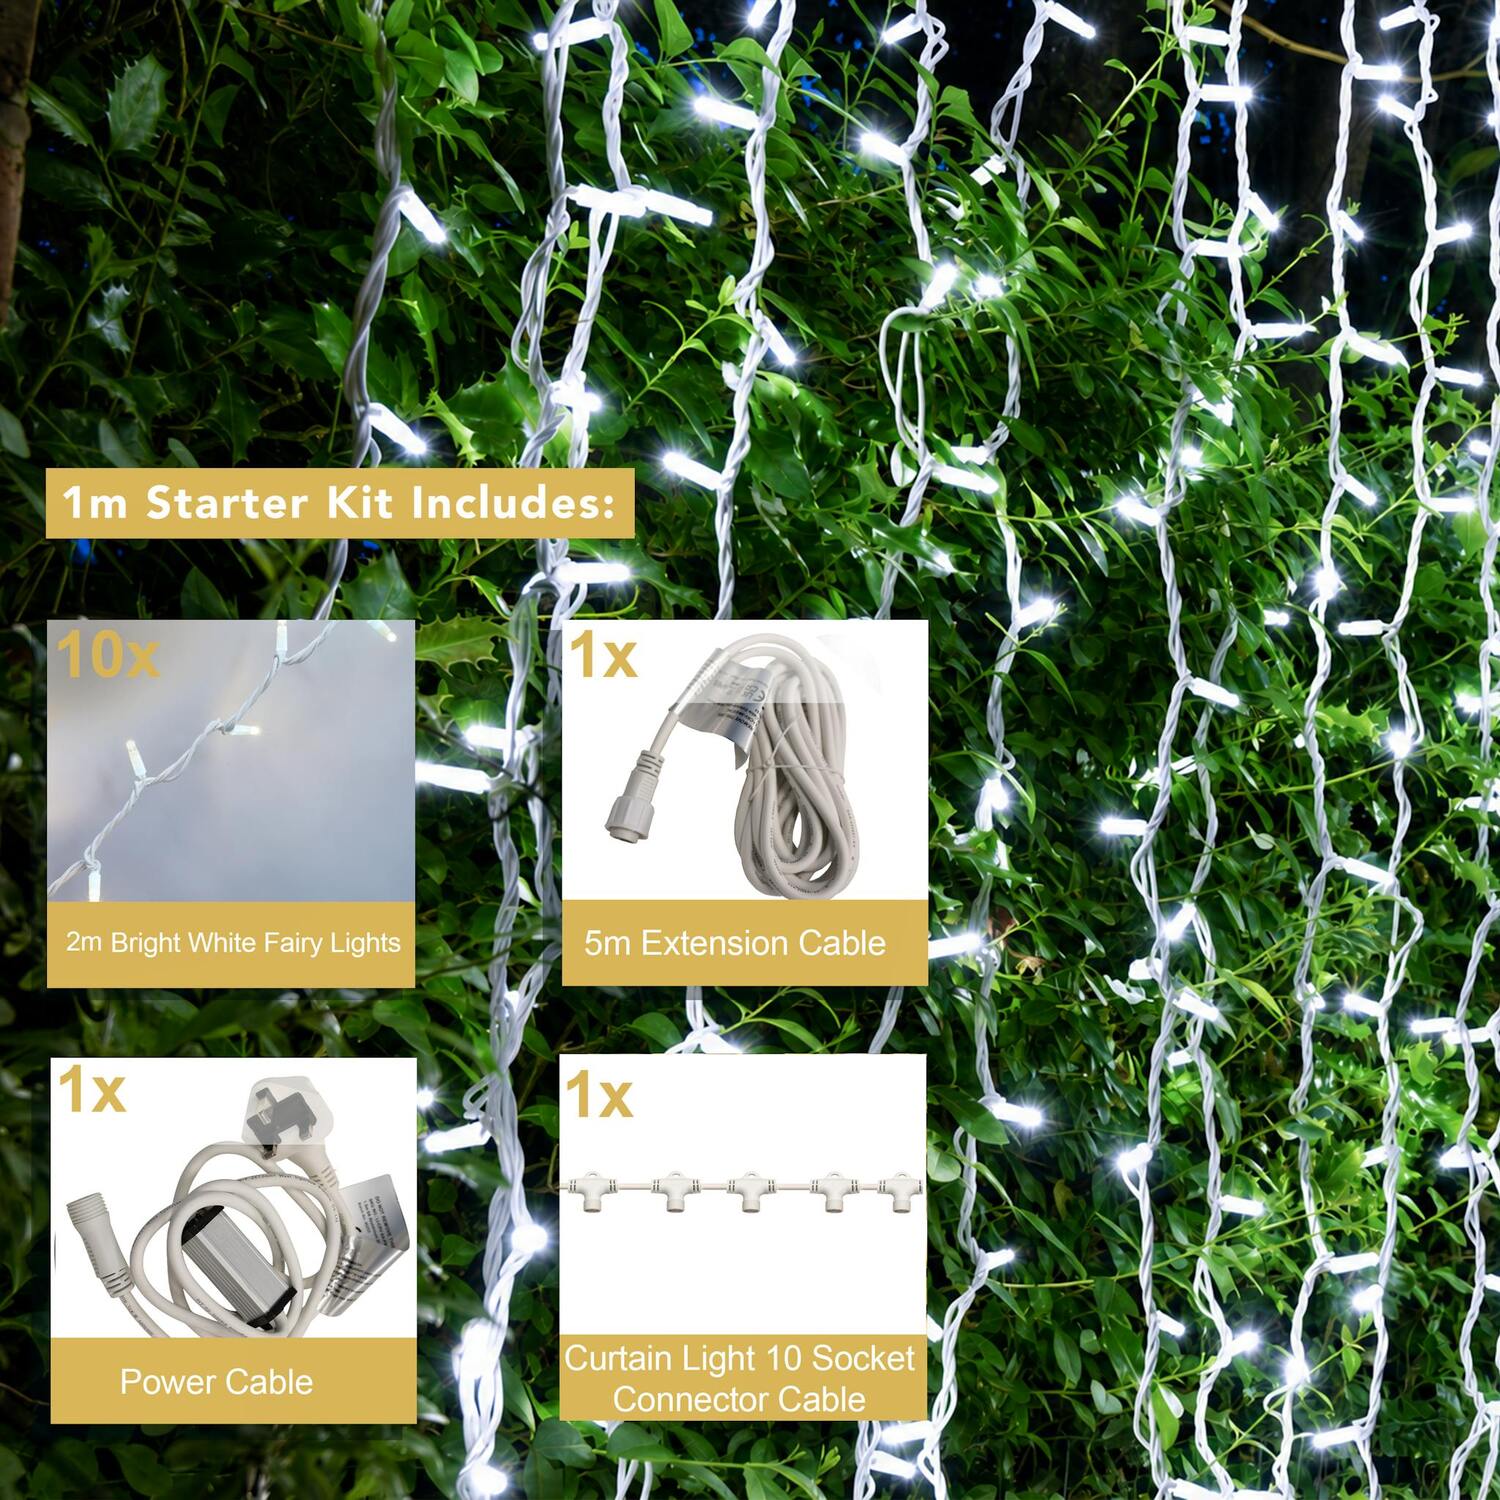 1m Starter Kit Includes:
10x
2m Bright White Fairy Lights
1x
5m Extension Cable
1x
Power Cable
1x
Curtain Light 10 Socket
Connector Cable